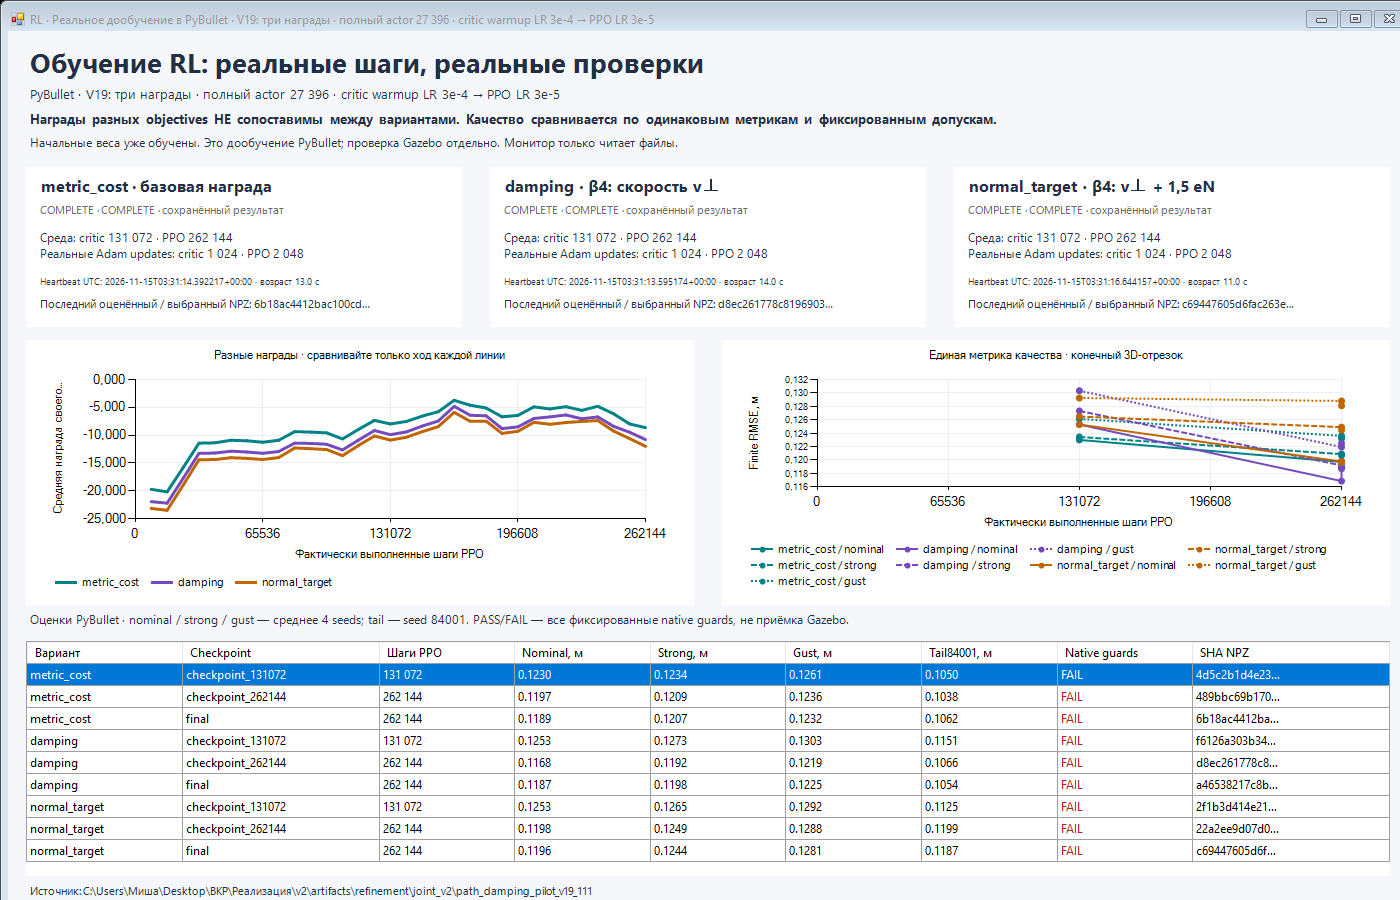 RL · Реальное дообучение в PyBullet · V19: три награды · полный actor 27 396 · critic warmup LR 3e-4 → PPO LR 3e-5
Обучение RL: реальные шаги, реальные проверки
PyBullet · V19: три награды · полный actor 27 396 · critic warmup LR 3e-4 → PPO LR 3e-5
Награды разных objectives НЕ сопоставимы между вариантами. Качество сравнивается по одинаковым метрикам и фиксированным допускам.
Начальные веса уже обучены. Это дообучение PyBullet; проверка Gazebo отдельно. Монитор только читает файлы.
metric_cost · базовая награда
COMPLETE · COMPLETE · сохранённый результат
Среда: critic 131 072 · PPO 262 144
Реальные Adam updates: critic 1 024 · PPO 2 048
Heartbeat UTC: 2026-11-15T03:31:14.392217+00:00 · возраст 13.0 с
Последний оценённый / выбранный NPZ: 6b18ac4412bac100cd...
damping · β4: скорость v⊥
COMPLETE · COMPLETE · сохранённый результат
Среда: critic 131 072 · PPO 262 144
Реальные Adam updates: critic 1 024 · PPO 2 048
Heartbeat UTC: 2026-11-15T03:31:13.595174+00:00 · возраст 14.0 с
Последний оценённый / выбранный NPZ: d8ec261778c8196903...
normal_target · β4: v⊥ + 1,5 eN
COMPLETE · COMPLETE · сохранённый результат
Среда: critic 131 072 · PPO 262 144
Реальные Adam updates: critic 1 024 · PPO 2 048
Heartbeat UTC: 2026-11-15T03:31:16.644157+00:00 · возраст 11.0 с
Последний оценённый / выбранный NPZ: c69447605d6fac263e...
Разные награды · сравнивайте только ход каждой линии
Средняя награда своего...
0,000
-5,000
-10,000
-15,000
-20,000
-25,000
0 65536 131072 196608 262144
Фактически выполненные шаги PPO
metric_cost damping normal_target
Единая метрика качества · конечный 3D-отрезок
Finite RMSE, м
0,132
0,130
0,128
0,126
0,124
0,122
0,120
0,118
0,116
0 65536 131072 196608 262144
Фактически выполненные шаги PPO
metric_cost / nominal damping / nominal damping / gust normal_target / strong
metric_cost / strong damping / strong normal_target / nominal normal_target / gust
metric_cost / gust
Оценки PyBullet · nominal / strong / gust — среднее 4 seeds; tail — seed 84001. PASS/FAIL — все фиксированные native guards, не приёмка Gazebo.
Вариант Checkpoint Шаги PPO Nominal, м Strong, м Gust, м Tail84001, м Native guards SHA NPZ
metric_cost checkpoint_131072 131 072 0.1230 0.1234 0.1261 0.1050 FAIL 4d5c2b1d4e23...
metric_cost checkpoint_262144 262 144 0.1197 0.1209 0.1236 0.1038 FAIL 489bbc69b170...
metric_cost final 262 144 0.1189 0.1207 0.1232 0.1062 FAIL 6b18ac4412ba...
damping checkpoint_131072 131 072 0.1253 0.1273 0.1303 0.1151 FAIL f6126a303b34...
damping checkpoint_262144 262 144 0.1168 0.1192 0.1219 0.1066 FAIL d8ec261778c8...
damping final 262 144 0.1187 0.1198 0.1225 0.1054 FAIL a46538217c8b...
normal_target checkpoint_131072 131 072 0.1253 0.1265 0.1292 0.1125 FAIL 2f1b3d414e21...
normal_target checkpoint_262144 262 144 0.1198 0.1249 0.1288 0.1199 FAIL 22a2ee9d07d0...
normal_target final 262 144 0.1196 0.1244 0.1281 0.1187 FAIL c69447605d6f...
Источник: C:\Users\Миша\Desktop\ВКР\Реализация\v2\artifacts\refinement\joint_v2\path_damping_pilot_v19_111